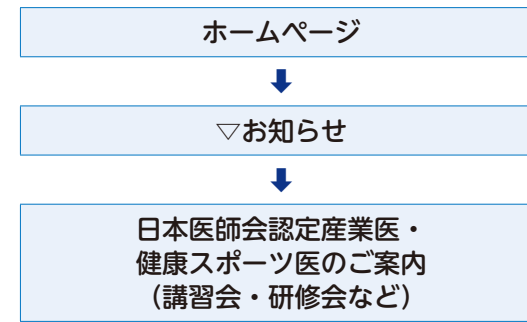 ホームページ
▽お知らせ
日本医師会認定産業医・
健康スポーツ医のご案内
（講習会・研修会など）